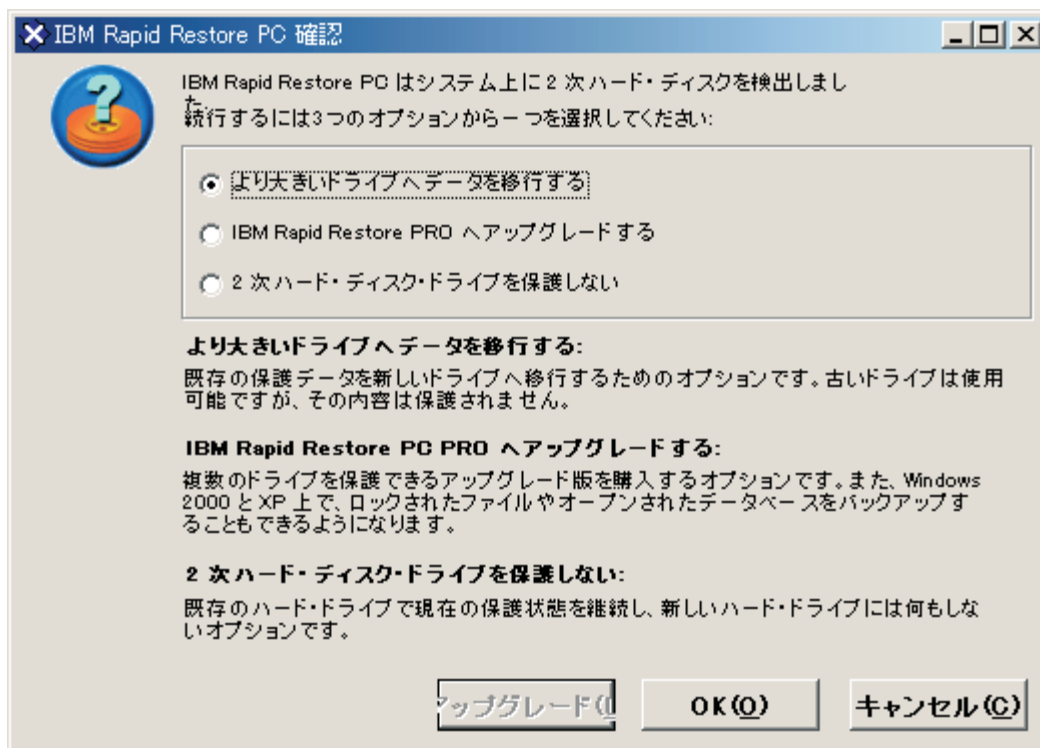 IBM Rapid Restore PC 確認
IBM Rapid Restore PC はシステム上に 2 次ハード・ディスクを検出しまし
た.
続行するには3つのオプションから一つを選択してください:
より大きいドライブへデータを移行する
IBM Rapid Restore PRO へアップグレードする
2 次ハード・ディスク・ドライブを保護しない
より大きいドライブへデータを移行する:
既存の保護データを新しいドライブへ移行するためのオプションです。古いドライブは使用
可能ですが、その内容は保護されません。
IBM Rapid Restore PC PRO へアップグレードする:
複数のドライブを保護できるアップグレード版を購入するオプションです。また、Windows
2000 と XP 上で、ロックされたファイルやオープンされたデータベースをバックアップす
ることもできるようになります。
2 次ハード・ディスク・ドライブを保護しない:
既存のハード・ドライブで現在の保護状態を継続し、新しいハード・ドライブには何もしな
いオプションです。
アップグレード(
OK(O)
キャンセル(C)